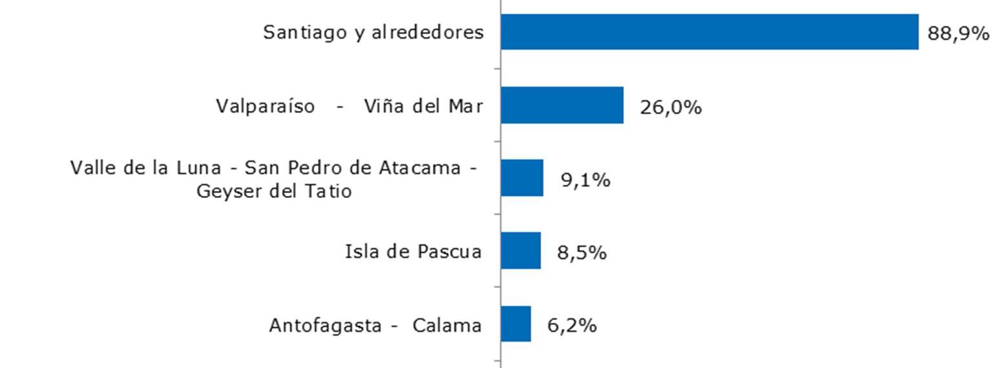 Santiago y alrededores 88,9%
Valparaíso - Viña del Mar 26,0%
Valle de la Luna - San Pedro de Atacama -
Geyser del Tatio 9,1%
Isla de Pascua 8,5%
Antofagasta - Calama 6,2%